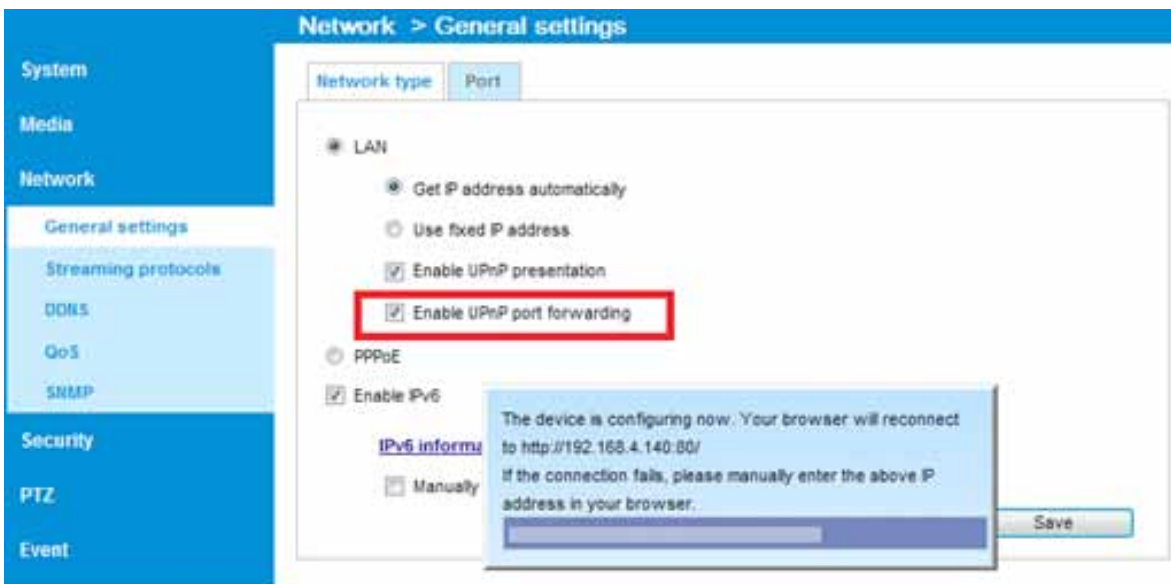 Network > General settings
System
Media
Network
General settings
Streaming protocols
DDNS
QoS
SNMP
Security
PTZ
Event
Network type
Port
LAN
Get IP address automatically
Use fixed IP address
Enable UPnP presentation
Enable UPnP port forwarding
PPPoE
Enable IPv6
IPv6 informa
Manually
The device is configuring now. Your browser will reconnect
to http://192.168.4.140:80/
If the connection fails, please manually enter the above IP
address in your browser.
Save